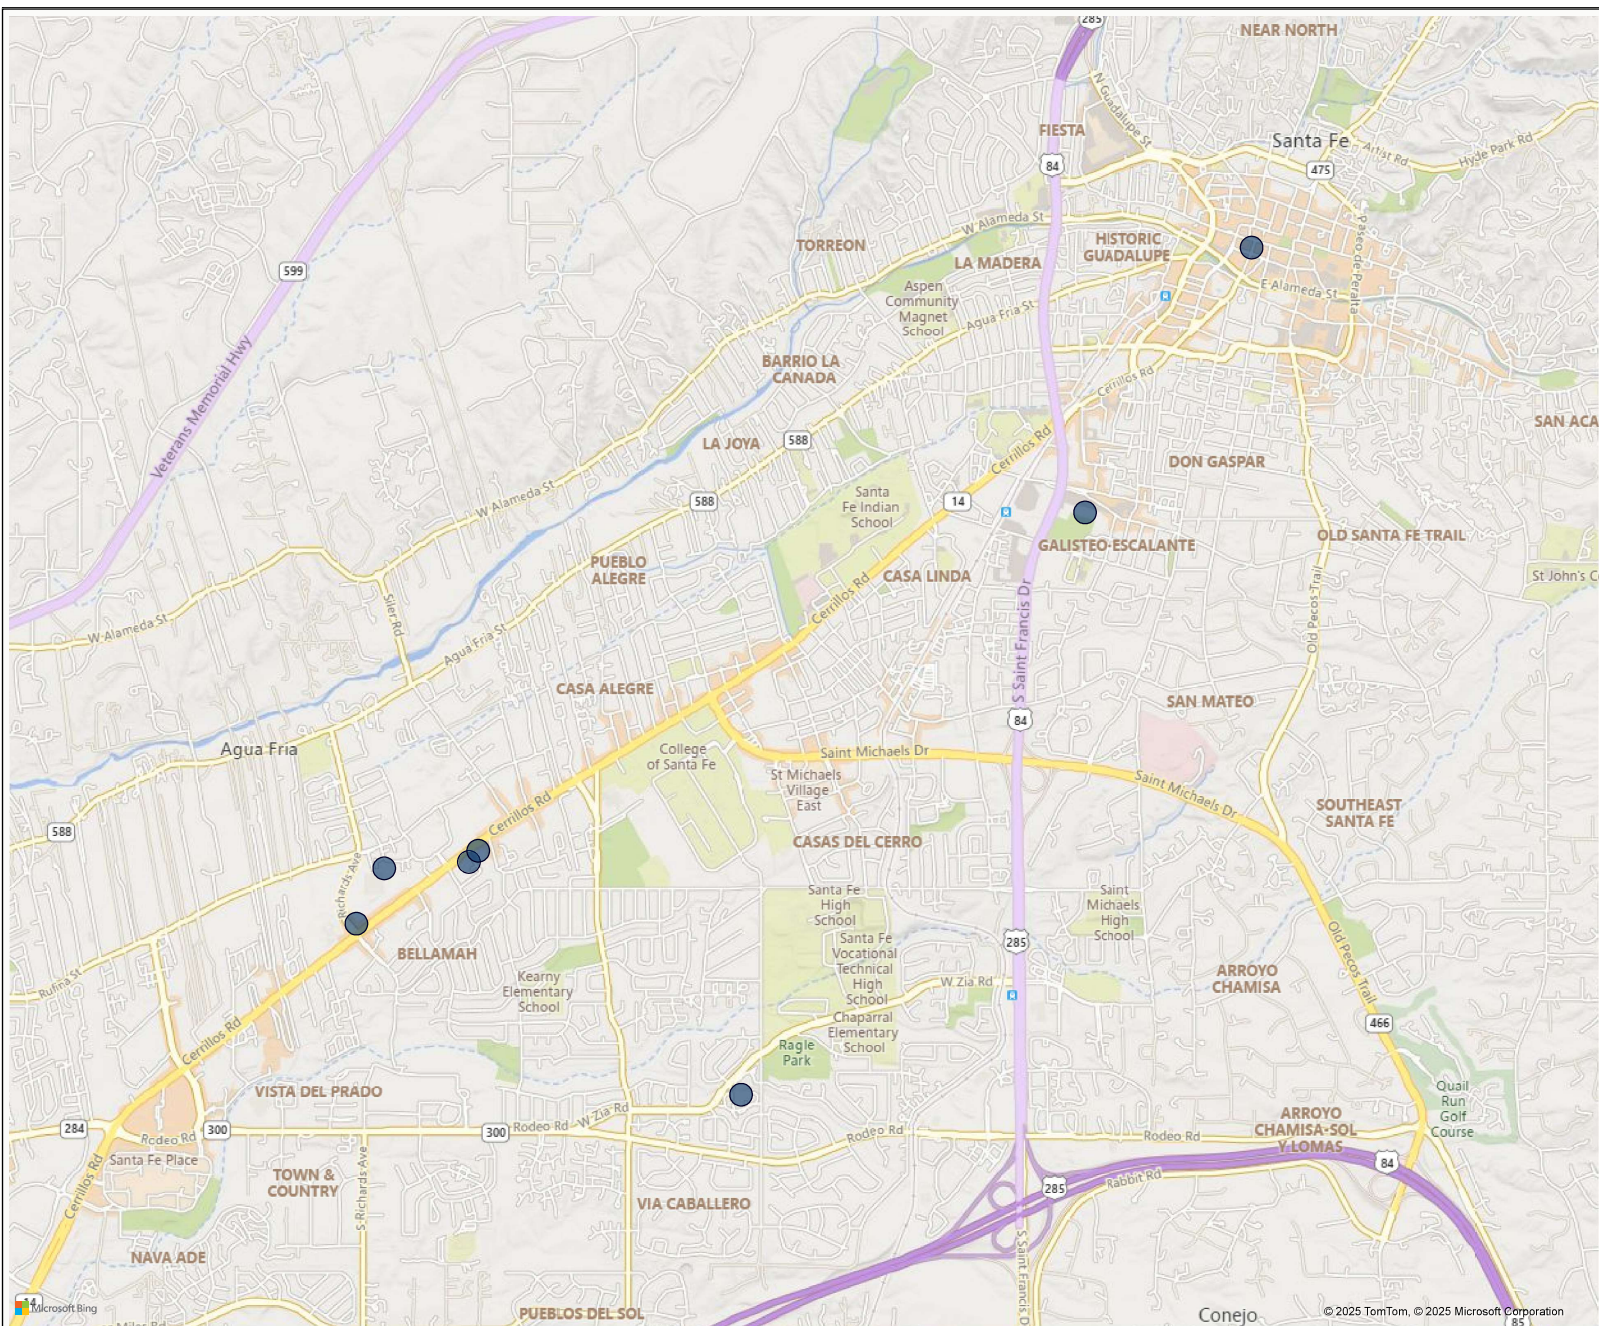 285
NEAR NORTH
N Guadalupe St
FIESTA
Santa Fe
Artist Rd
Hyde Park Rd
84
475
W Alameda St
Paseo de Peralta
TORREON
HISTORIC
GUADALUPE
LA MADERA
599
Aspen
Community
Magnet
School
E Alameda St
Agua Fria St
Veterans Memorial Hwy
BARRIO LA
CANADA
Cerrillos Rd
SAN ACA
LA JOYA
588
Cerrillos Rd
DON GASPAR
W Alameda St
588
Santa
Fe Indian
School
14
OLD SANTA FE TRAIL
GALISTEO-ESCALANTE
PUEBLO
ALEGRE
CASA LINDA
St John's C
Siler Rd
Cerrillos Rd
Old Pecos Trail
W Alameda St
Agua Fria St
S Saint Francis Dr
CASA ALEGRE
SAN MATEO
84
Agua Fria
College
of Santa Fe
Saint Michaels Dr
St Michaels
Village
East
Saint Michaels Dr
Cerrillos Rd
SOUTHEAST
SANTA FE
588
CASAS DEL CERRO
Richards Ave
Santa Fe
High
School
Saint
Michaels
High
School
285
Santa Fe
Vocational
Technical
High
School
Old Pecos Trail
BELLAMAH
Kearny
Elementary
School
Rufina St
W Zia Rd
ARROYO
CHAMISA
Chaparral
Elementary
School
466
Cerrillos Rd
Ragle
Park
VISTA DEL PRADO
Quail
Run
Golf
Course
W Zia Rd
284
300
300
Rodeo Rd
Rodeo Rd
Rodeo Rd
Rodeo Rd
ARROYO
CHAMISA-SOL
Y LOMAS
Santa Fe Place
84
TOWN &
COUNTRY
Rabbit Rd
285
Cerrillos Rd
S Richards Ave
VIA CABALLERO
NAVA ADE
S Saint Francis D
14
Microsoft Bing
PUEBLOS DEL SOL
Conejo
© 2025 TomTom, © 2025 Microsoft Corporation
85